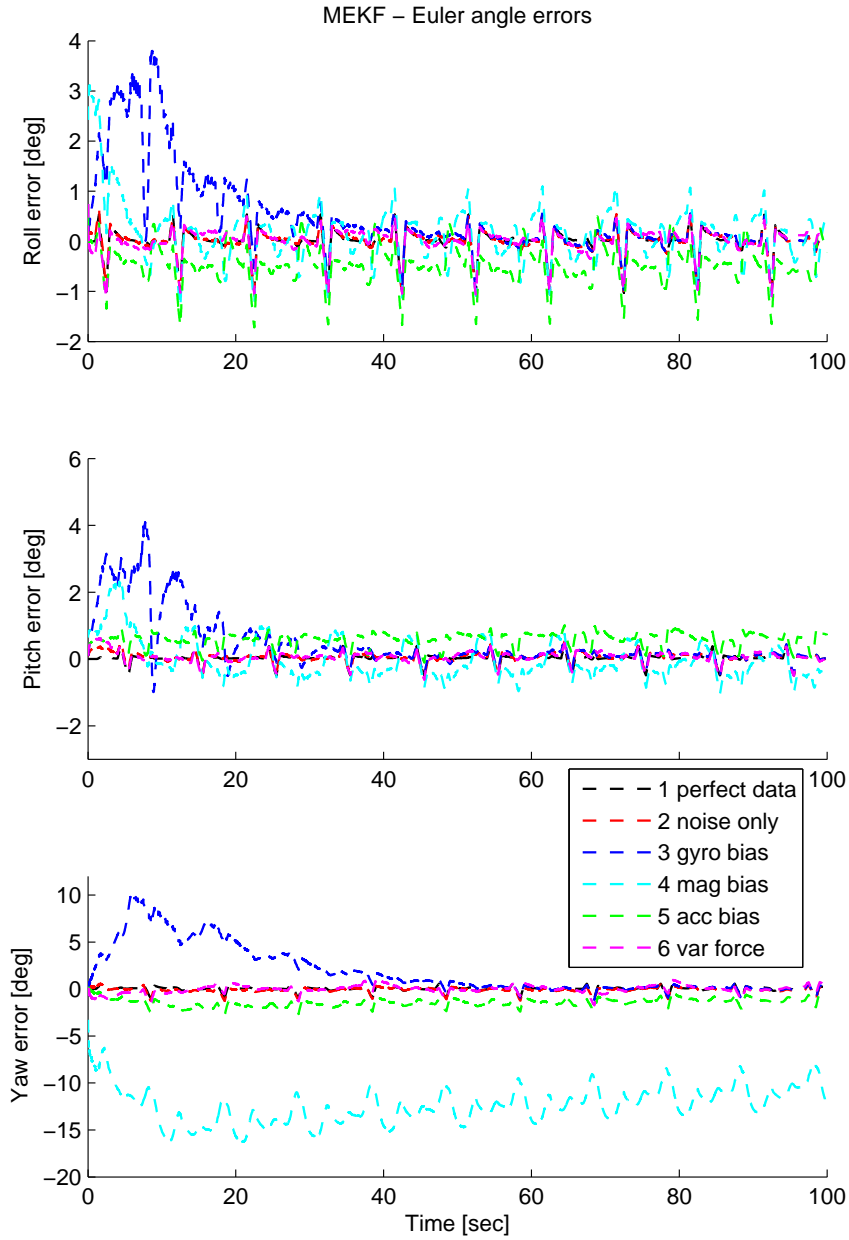 MEKF − Euler angle errors
4
3
2
1
0
−1
−2
Roll error [deg]
0 20 40 60 80 100
6
4
2
0
−2
Pitch error [deg]
0 20 40 60 80 100
1 perfect data
2 noise only
3 gyro bias
4 mag bias
5 acc bias
6 var force
10
5
0
−5
−10
−15
−20
Yaw error [deg]
0 20 40 60 80 100
Time [sec]